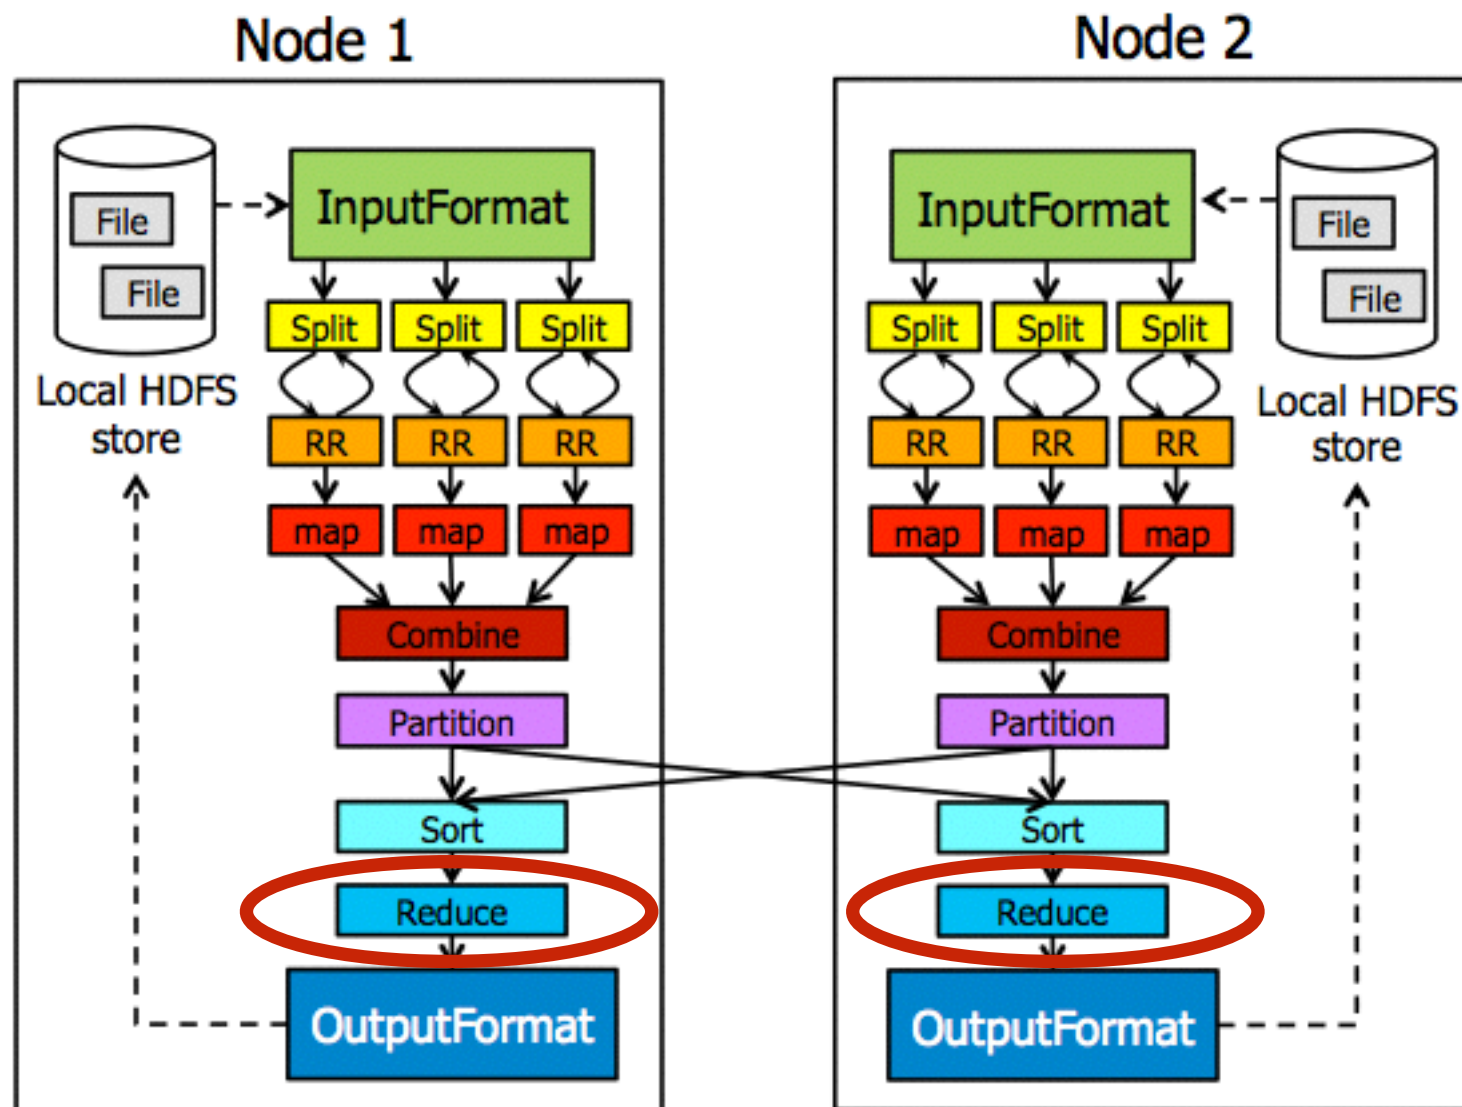 Node 1
Node 2
File
File
Local HDFS
store
InputFormat
Split Split Split
RR RR RR
map map map
Combine
Partition
Sort
Reduce
OutputFormat
InputFormat
Split Split Split
RR RR RR
map map map
Combine
Partition
Sort
Reduce
OutputFormat
File
File
Local HDFS
store